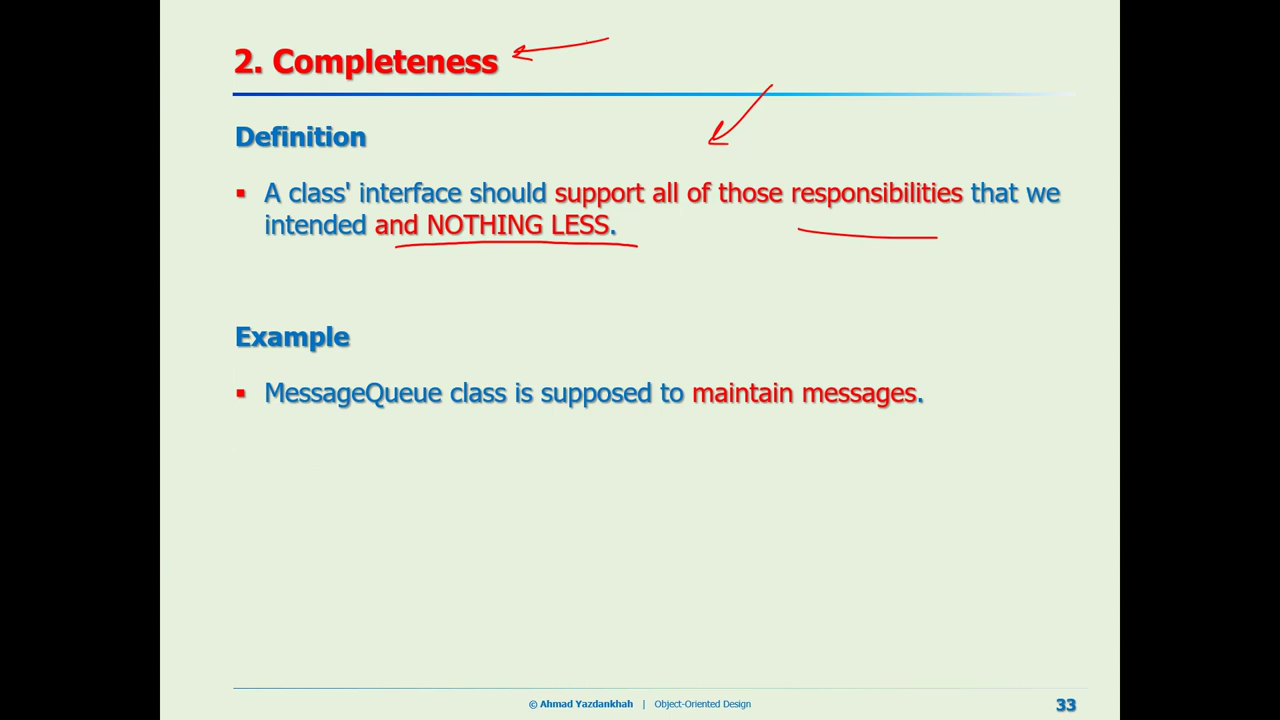 2. Completeness
Definition
▪ A class' interface should support all of those responsibilities that we
intended and NOTHING LESS.
Example
▪ MessageQueue class is supposed to maintain messages.
© Ahmad Yazdankhah | Object-Oriented Design
33